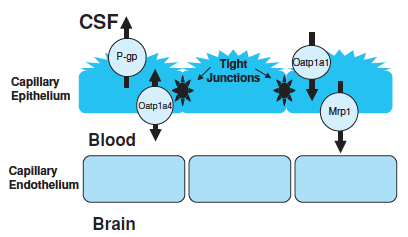 CSF
P-gp
Tight
Junctions
Oatp1a1
Capillary
Epithelium
Oatp1a4
Mrp1
Blood
Capillary
Endothelium
Brain